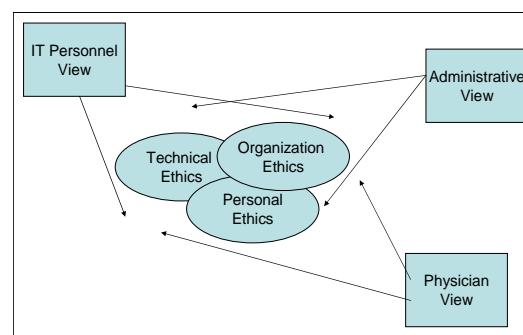 IT Personnel
View
Administrative
View
Technical
Ethics
Organization
Ethics
Personal
Ethics
Physician
View